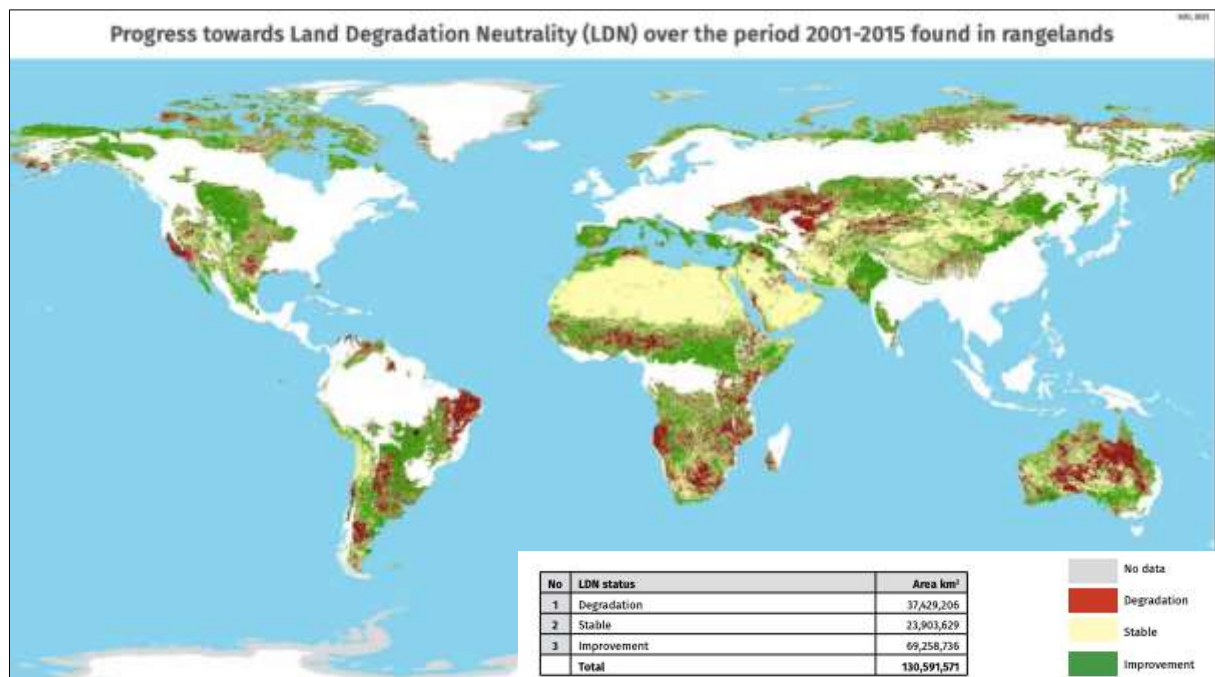 Progress towards Land Degradation Neutrality (LDN) over the period 2001-2015 found in rangelands
No LDN status Area km²
1 Degradation 37,429,206
2 Stable 23,903,629
3 Improvement 69,258,736
Total 130,591,571
No data
Degradation
Stable
Improvement